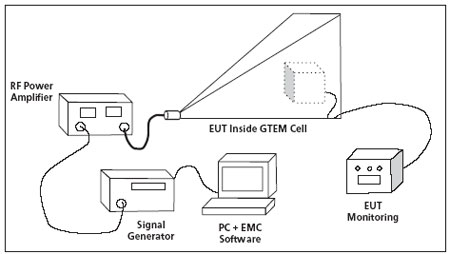 RF Power
Amplifier
EUT Inside GTEM Cell
Signal
Generator
PC + EMC
Software
EUT
Monitoring